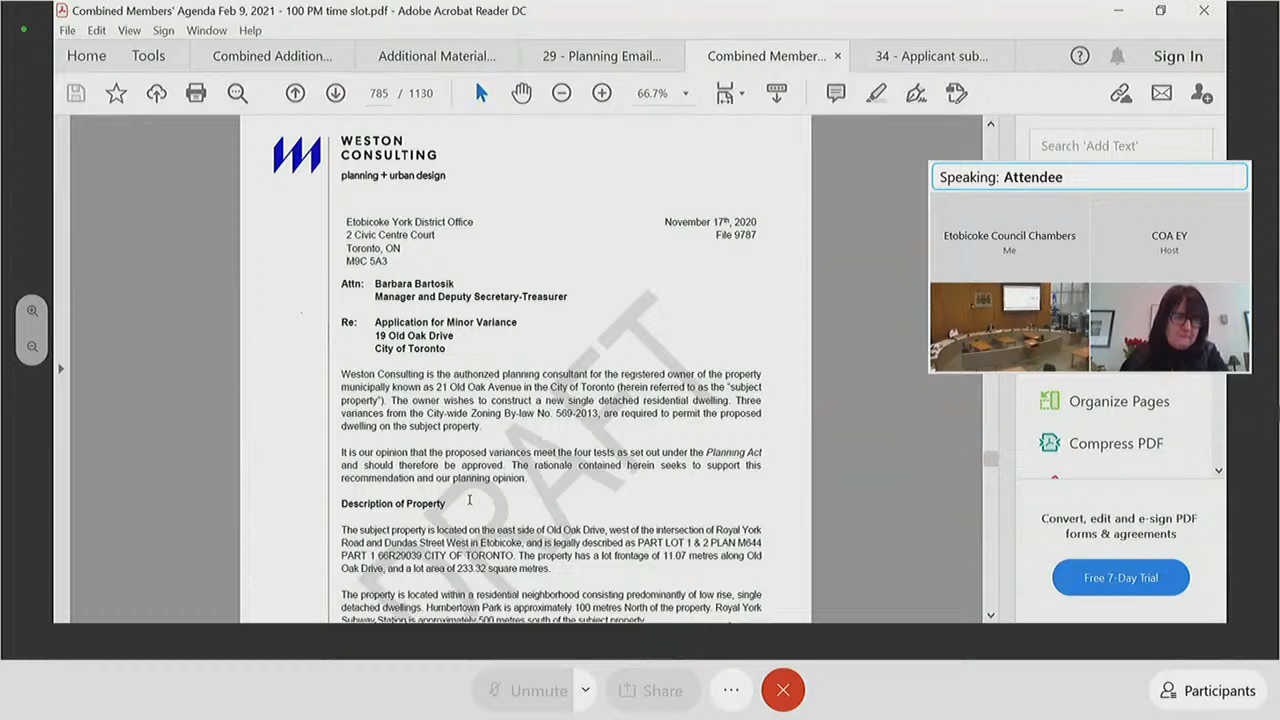 Combined Members' Agenda Feb 9, 2021 - 100 PM time slot.pdf - Adobe Acrobat Reader DC
File Edit View Sign Window Help
Home Tools Combined Addition... Additional Material... 29 - Planning Email... Combined Member... × 34 - Applicant sub... Sign In
785 / 1130 66.7%
Search 'Add Text'
WESTON
CONSULTING
planning + urban design
Etobicoke York District Office November 17th, 2020
2 Civic Centre Court File 9787
Toronto, ON
M9C 5A3
Attn: Barbara Bartosik
Manager and Deputy Secretary-Treasurer
Re: Application for Minor Variance
19 Old Oak Drive
City of Toronto
Weston Consulting is the authorized planning consultant for the registered owner of the property
municipally known as 21 Old Oak Avenue in the City of Toronto (herein referred to as the "subject
property"). The owner wishes to construct a new single detached residential dwelling. Three
variances from the City-wide Zoning By-law No. 569-2013, are required to permit the proposed
dwelling on the subject property.
It is our opinion that the proposed variances meet the four tests as set out under the Planning Act
and should therefore be approved. The rationale contained herein seeks to support this
recommendation and our planning opinion.
Description of Property
The subject property is located on the east side of Old Oak Drive, west of the intersection of Royal York
Road and Dundas Street West in Etobicoke, and is legally described as PART LOT 1 & 2 PLAN M644
PART 1 66R29039 CITY OF TORONTO. The property has a lot frontage of 11.07 metres along Old
Oak Drive, and a lot area of 233.32 square metres.
The property is located within a residential neighborhood consisting predominantly of low rise, single
detached dwellings. Humbertown Park is approximately 100 metres North of the property. Royal York
Subway Station is approximately 500 metres south of the subject property.
DRAFT
Speaking: Attendee
Etobicoke Council Chambers
Me
COA EY
Host
Organize Pages
Compress PDF
Convert, edit and e-sign PDF
forms & agreements
Free 7-Day Trial
Unmute Share ... Participants